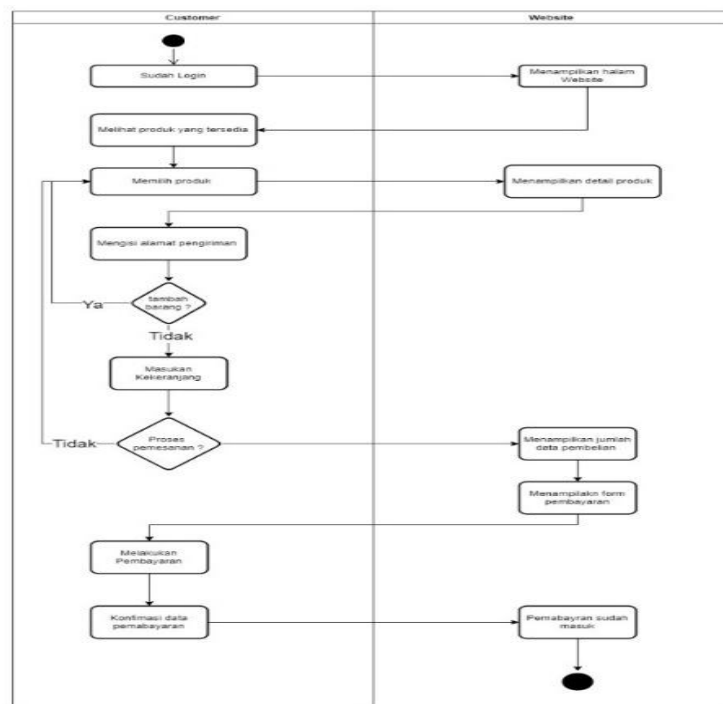 Customer
Website
Sudah Login
Menampilkan halam
Website
Melihat produk yang tersedia
Memilih produk
Menampilkan detail produk
Mengisi alamat pengiriman
tambah
barang ?
Ya
Tidak
Masukan
Kekeranjang
Proses
pemesanan ?
Tidak
Menampilkan jumlah
data pembelian
Menampilakn form
pembayaran
Melakukan
Pembayaran
Konfimasi data
pemabayaran
Pemabayran sudah
masuk